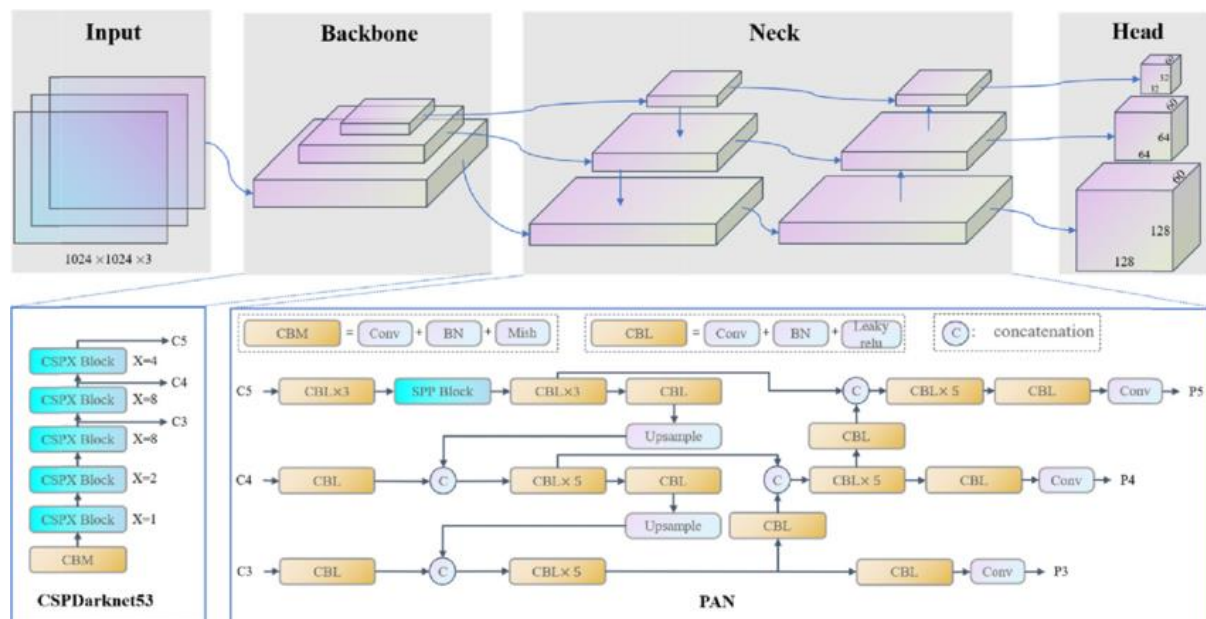 Input
Backbone
Neck
Head
1024 ×1024 ×3
60
32
32
60
64
64
60
128
128
C5
CSPX Block X=4
C4
CSPX Block X=8
C3
CSPX Block X=8
CSPX Block X=2
CSPX Block X=1
CBM
CSPDarknet53
CBM = Conv + BN + Mish
CBL = Conv + BN + Leaky relu
C : concatenation
C5 CBL×3 SPP Block CBL×3 CBL C CBL× 5 CBL Conv P5
Upsample CBL
C4 CBL C CBL× 5 CBL C CBL× 5 CBL Conv P4
Upsample CBL
C3 CBL C CBL× 5 CBL Conv P3
PAN